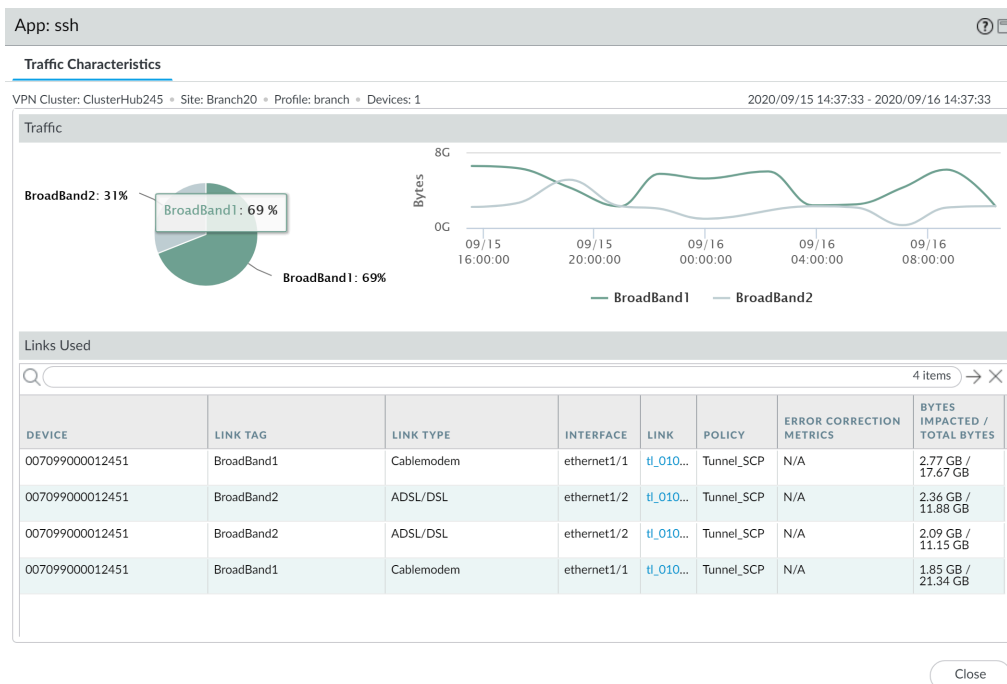 App: ssh
Traffic Characteristics
VPN Cluster: ClusterHub245 • Site: Branch20 • Profile: branch • Devices: 1
2020/09/15 14:37:33 - 2020/09/16 14:37:33
Traffic
BroadBand2: 31%
BroadBand1: 69 %
BroadBand1: 69%
8G
Bytes
0G
09/15 09/15 09/16 09/16 09/16
16:00:00 20:00:00 00:00:00 04:00:00 08:00:00
BroadBand1 BroadBand2
Links Used
4 items
DEVICE LINK TAG LINK TYPE INTERFACE LINK POLICY ERROR CORRECTION METRICS BYTES IMPACTED / TOTAL BYTES
007099000012451 BroadBand1 Cablemodem ethernet1/1 tl_010... Tunnel_SCP N/A 2.77 GB / 17.67 GB
007099000012451 BroadBand2 ADSL/DSL ethernet1/2 tl_010... Tunnel_SCP N/A 2.36 GB / 11.88 GB
007099000012451 BroadBand2 ADSL/DSL ethernet1/2 tl_010... Tunnel_SCP N/A 2.09 GB / 11.15 GB
007099000012451 BroadBand1 Cablemodem ethernet1/1 tl_010... Tunnel_SCP N/A 1.85 GB / 21.34 GB
Close